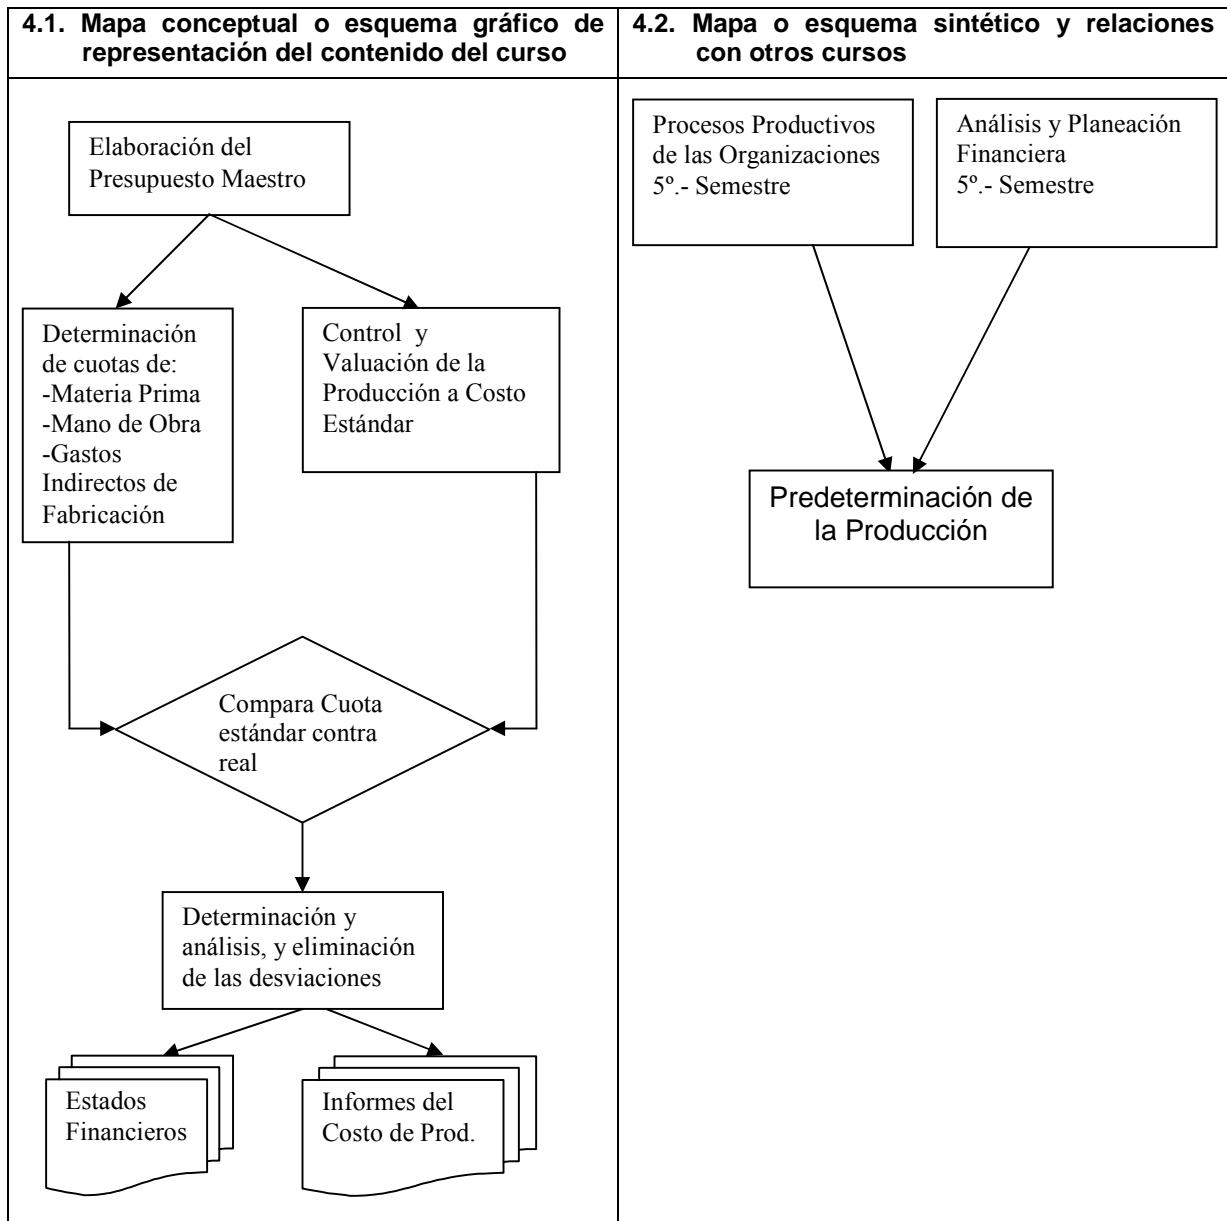 4.1. Mapa conceptual o esquema gráfico de
representación del contenido del curso
4.2. Mapa o esquema sintético y relaciones
con otros cursos
Elaboración del
Presupuesto Maestro
Determinación
de cuotas de:
-Materia Prima
-Mano de Obra
-Gastos
Indirectos de
Fabricación
Control y
Valuación de la
Producción a Costo
Estándar
Compara Cuota
estándar contra
real
Determinación y
análisis, y eliminación
de las desviaciones
Estados
Financieros
Informes del
Costo de Prod.
Procesos Productivos
de las Organizaciones
5º.- Semestre
Análisis y Planeación
Financiera
5º.- Semestre
Predeterminación de
la Producción